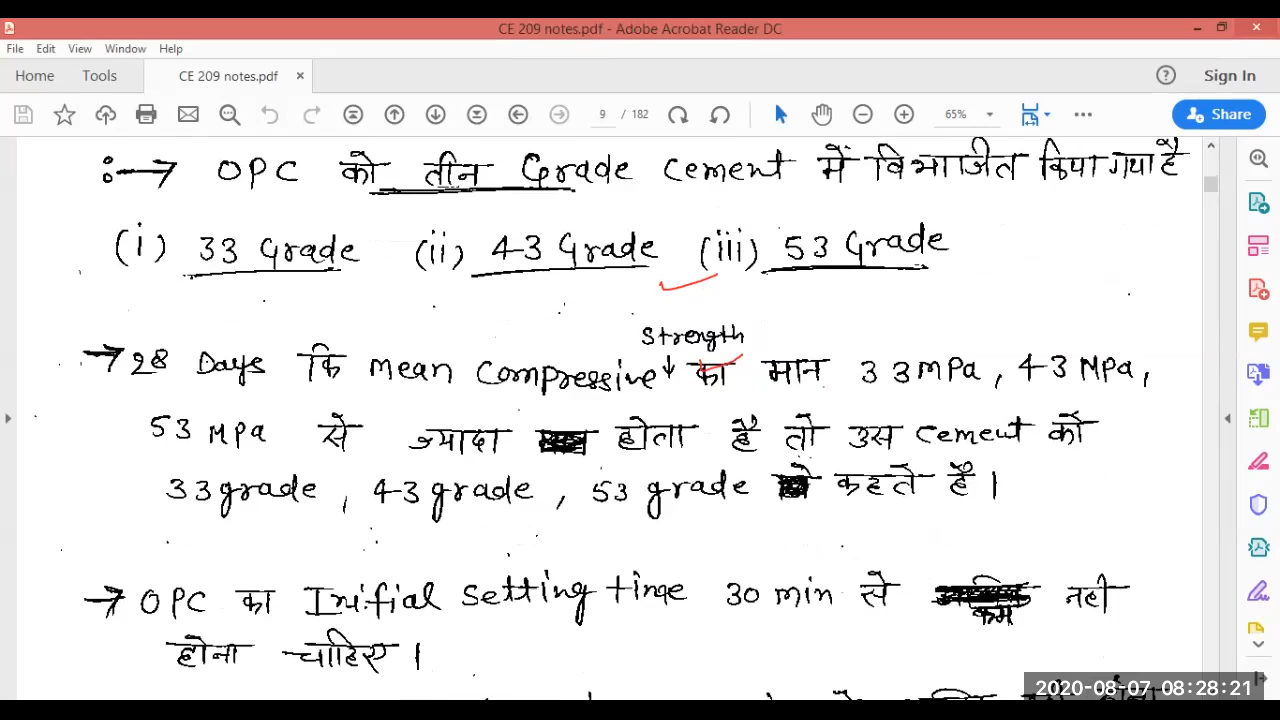 CE 209 notes.pdf - Adobe Acrobat Reader DC
File Edit View Window Help
Home Tools CE 209 notes.pdf × Sign In
9 / 182 65% Share
OPC को तीन Grade cement में विभाजित किया गया है
(i) 33 Grade (ii) 43 Grade (iii) 53 Grade
Strength
→ 28 Days कि mean compressive ↓ का मान 33 MPa, 43 MPa,
53 MPa से ज्यादा होता है तो उस cement को
33 grade, 43 grade, 53 grade कहते हैं।
→ OPC का Initial setting time 30 min से कम नही
होना चाहिए।
2020-08-07 08:28:21